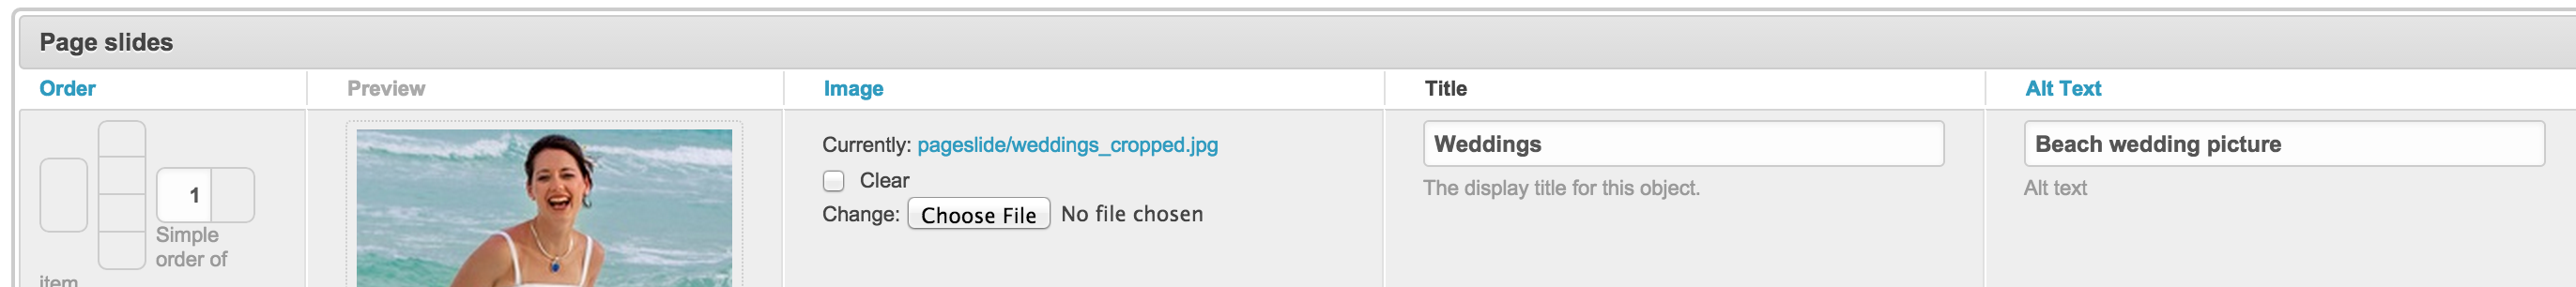 Page slides
Order Preview Image Title Alt Text
1
Simple
order of
item
Currently: pageslide/weddings_cropped.jpg
Clear
Change: Choose File No file chosen
Weddings
The display title for this object.
Beach wedding picture
Alt text